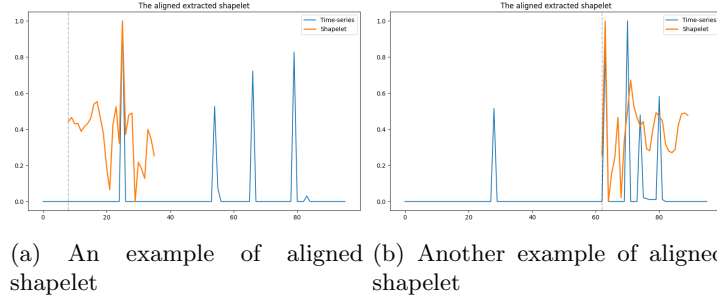 The aligned extracted shapelet
Time-series
Shapelet
1.0
0.8
0.6
0.4
0.2
0.0
0 20 40 60 80
(a) An example of aligned
shapelet
The aligned extracted shapelet
Time-series
Shapelet
1.0
0.8
0.6
0.4
0.2
0.0
0 20 40 60 80
(b) Another example of aligned
shapelet